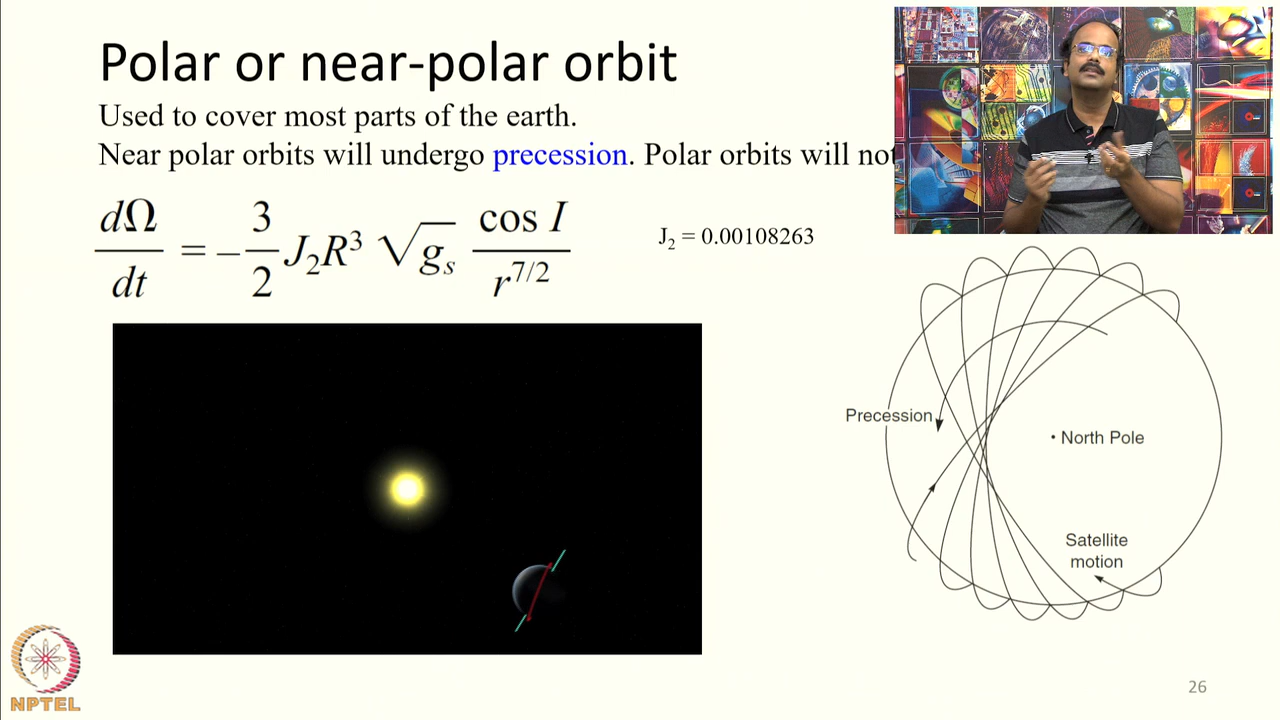 Polar or near-polar orbit
Used to cover most parts of the earth.
Near polar orbits will undergo precession. Polar orbits will not
dΩ/dt = -3/2 J₂R³ √gₛ cos I/r^7/2
J₂ = 0.00108263
Precession
• North Pole
Satellite
motion
NPTEL
26